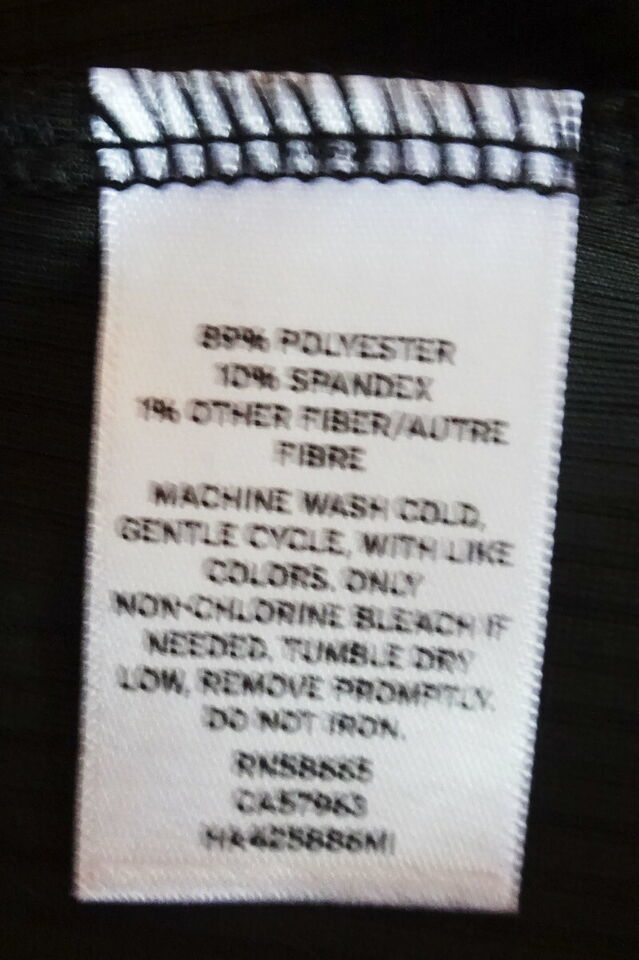 89% POLYESTER
10% SPANDEX
1% OTHER FIBER/AUTRE
FIBRE
MACHINE WASH COLD,
GENTLE CYCLE, WITH LIKE
COLORS. ONLY
NON-CHLORINE BLEACH IF
NEEDED. TUMBLE DRY
LOW. REMOVE PROMPTLY.
DO NOT IRON.
CA57963